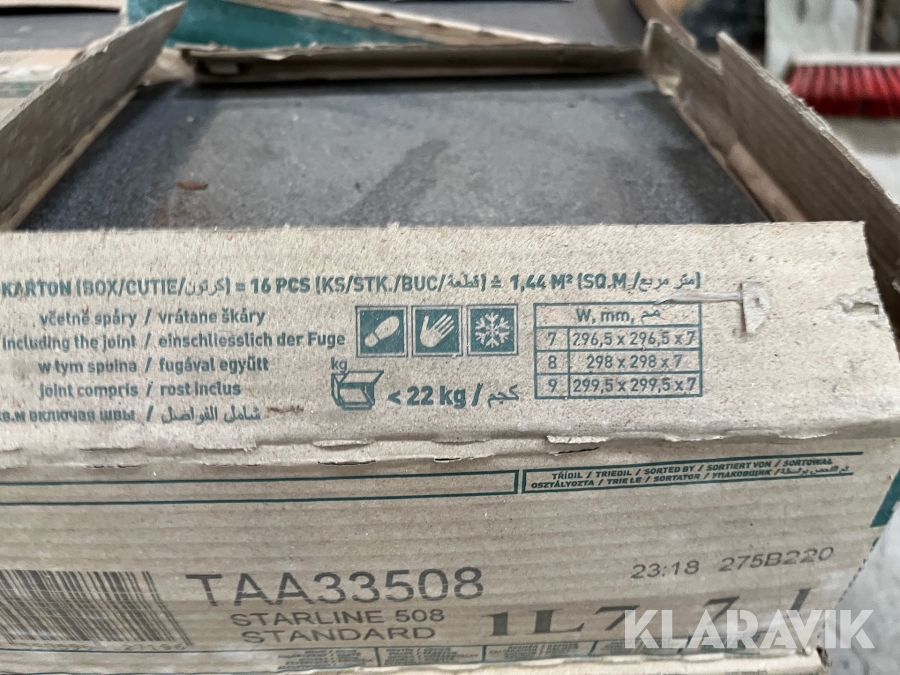 KARTON (BOX/CUTIE/كرتون) = 16 PCS (KS/STK./BUC/قطعة) ≙ 1,44 M² (SQ.M/متر مربع)
včetně spáry / vrátane škáry
including the joint / einschliesslich der Fuge
w tym spoina / fugával együtt
joint compris / rost inclus
включая швы / شامل الفواصل
kg
< 22 kg / كجم
W, mm, مم
7 296,5 x 296,5 x 7
8 298 x 298 x 7
9 299,5 x 299,5 x 7
TŘÍDIL / TRIEDIL / SORTED BY / SORTIERT VON / SORTOWAŁ
OSZTÁLYOZTA / TRIE LE / SORTATOR / УПАКОВЩИК /
TAA33508
STARLINE 508
STANDARD
23:18 275B220
1L7
KLARAVIK